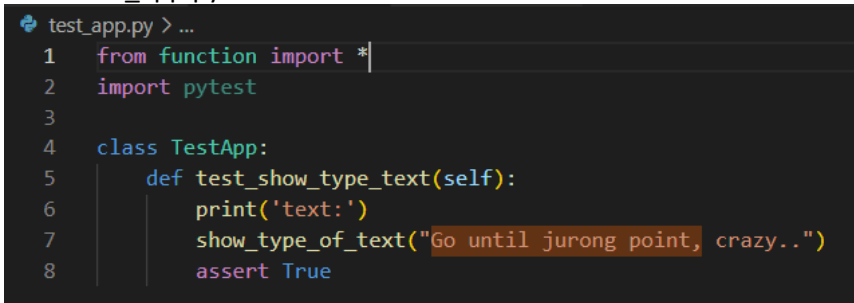 test_app.py > ...
1 from function import *
2 import pytest
3
4 class TestApp:
5 def test_show_type_text(self):
6 print('text:')
7 show_type_of_text("Go until jurong point, crazy..")
8 assert True